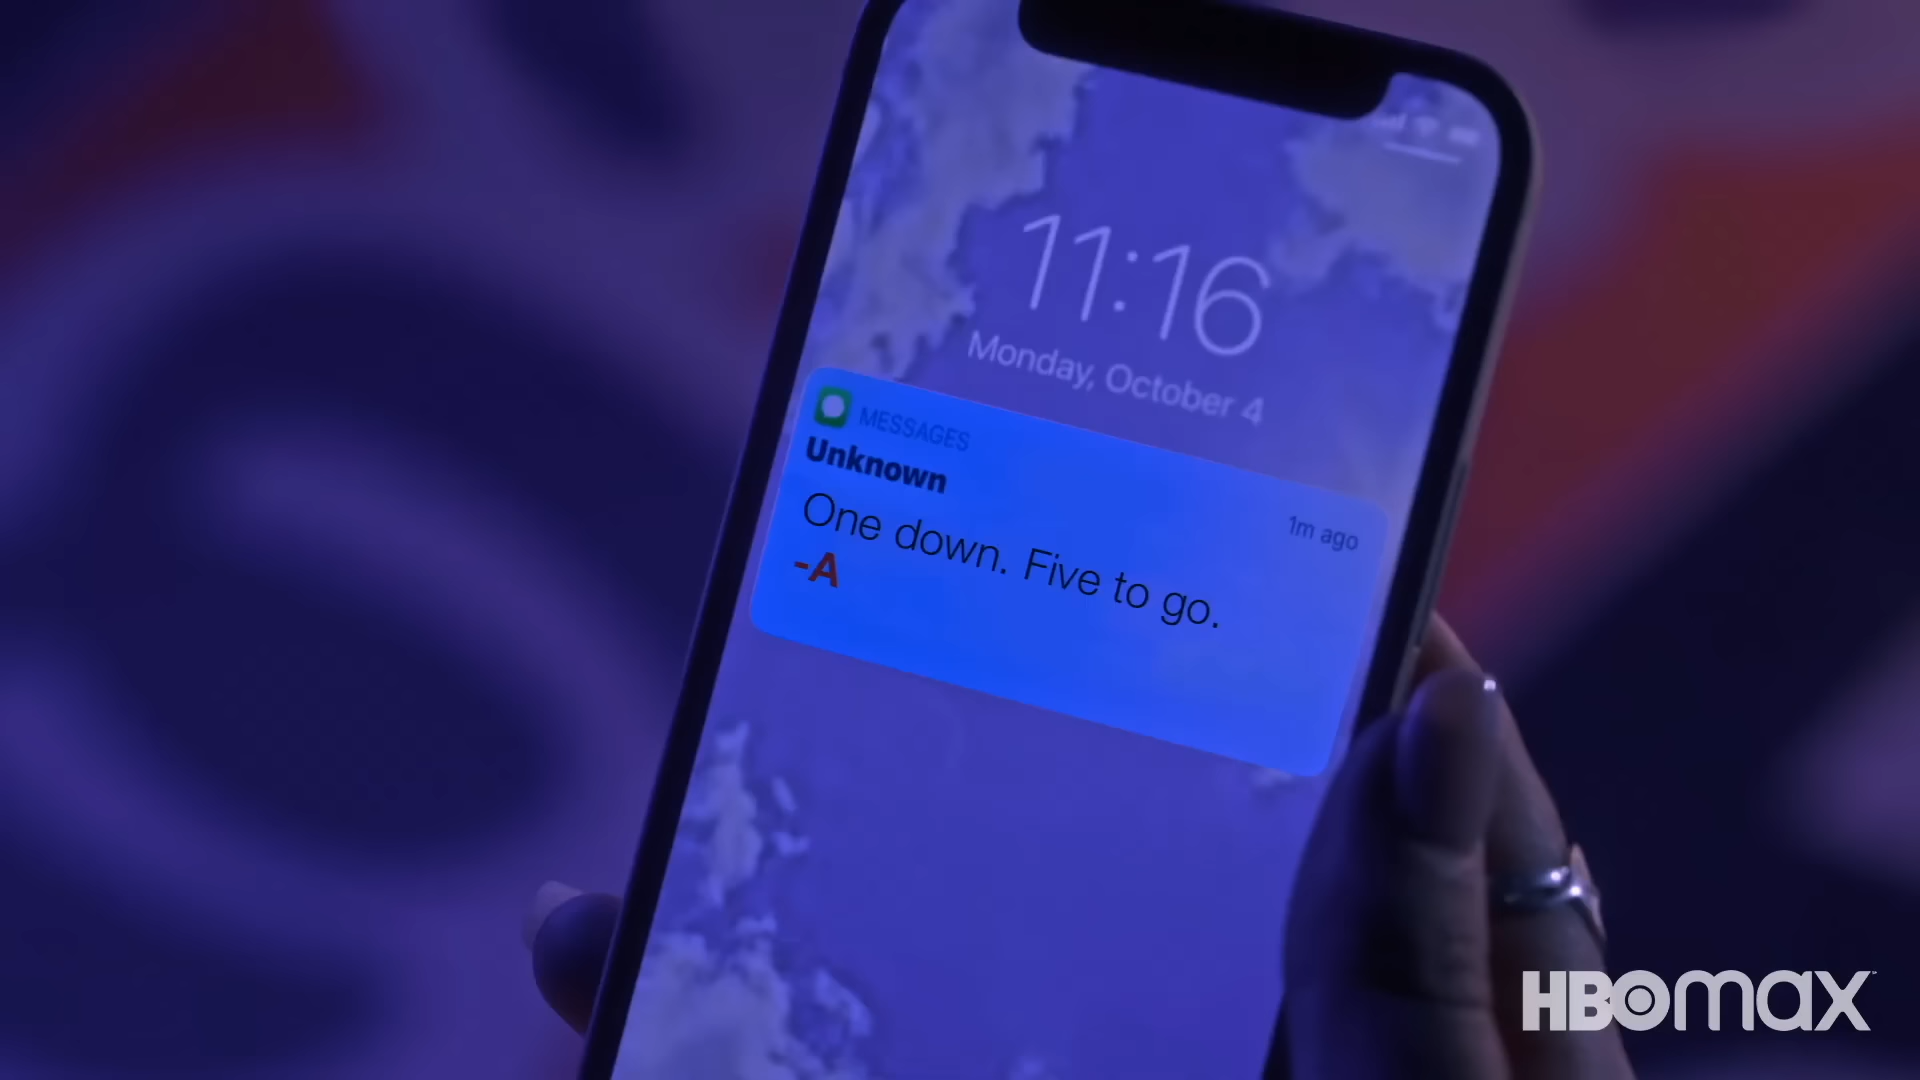 11:16
Monday, October 4
MESSAGES
Unknown
1m ago
One down. Five to go.
-A
HBOMAX